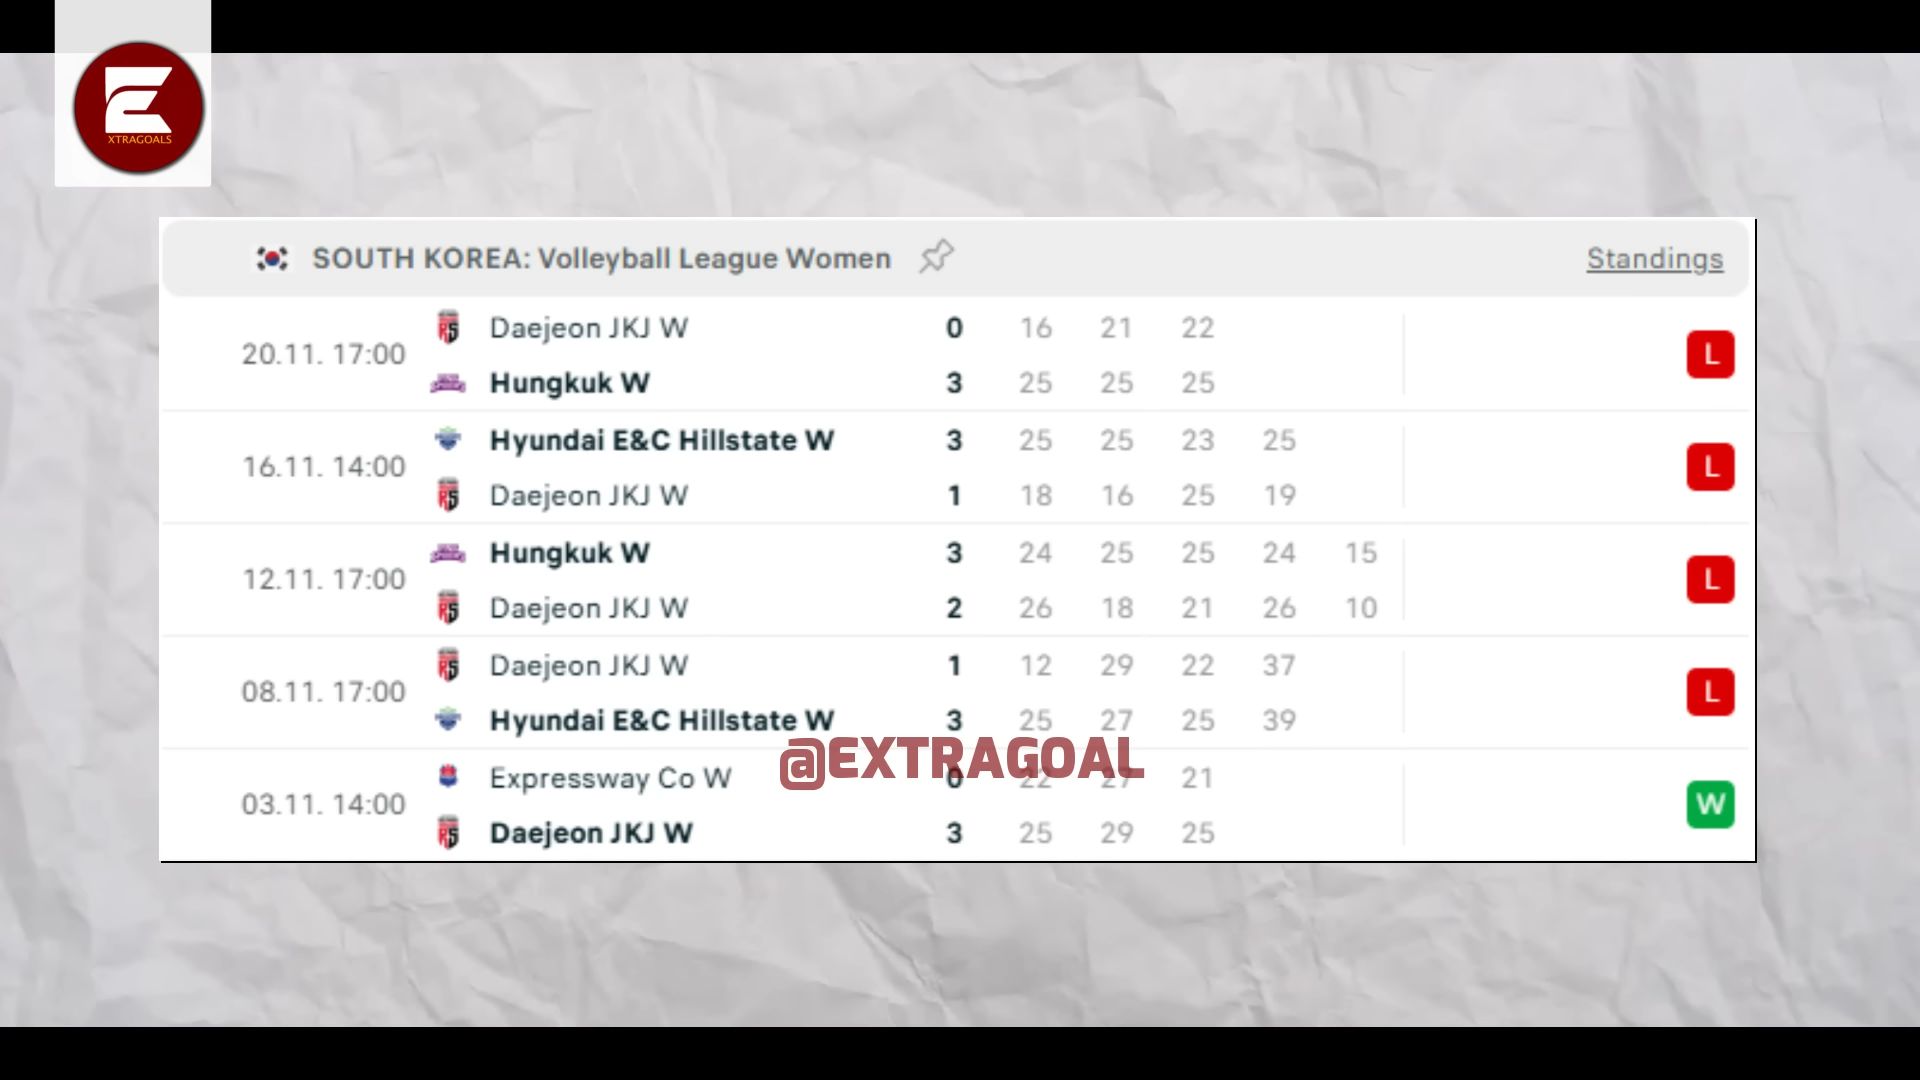 XTRAGOALS
SOUTH KOREA: Volleyball League Women Standings
20.11. 17:00
Daejeon JKJ W 0 16 21 22
Hungkuk W 3 25 25 25
L
16.11. 14:00
Hyundai E&C Hillstate W 3 25 25 23 25
Daejeon JKJ W 1 18 16 25 19
L
12.11. 17:00
Hungkuk W 3 24 25 25 24 15
Daejeon JKJ W 2 26 18 21 26 10
L
08.11. 17:00
Daejeon JKJ W 1 12 29 22 37
Hyundai E&C Hillstate W 3 25 27 25 39
L
@EXTRAGOAL
03.11. 14:00
Expressway Co W 0 22 27 21
Daejeon JKJ W 3 25 29 25
W